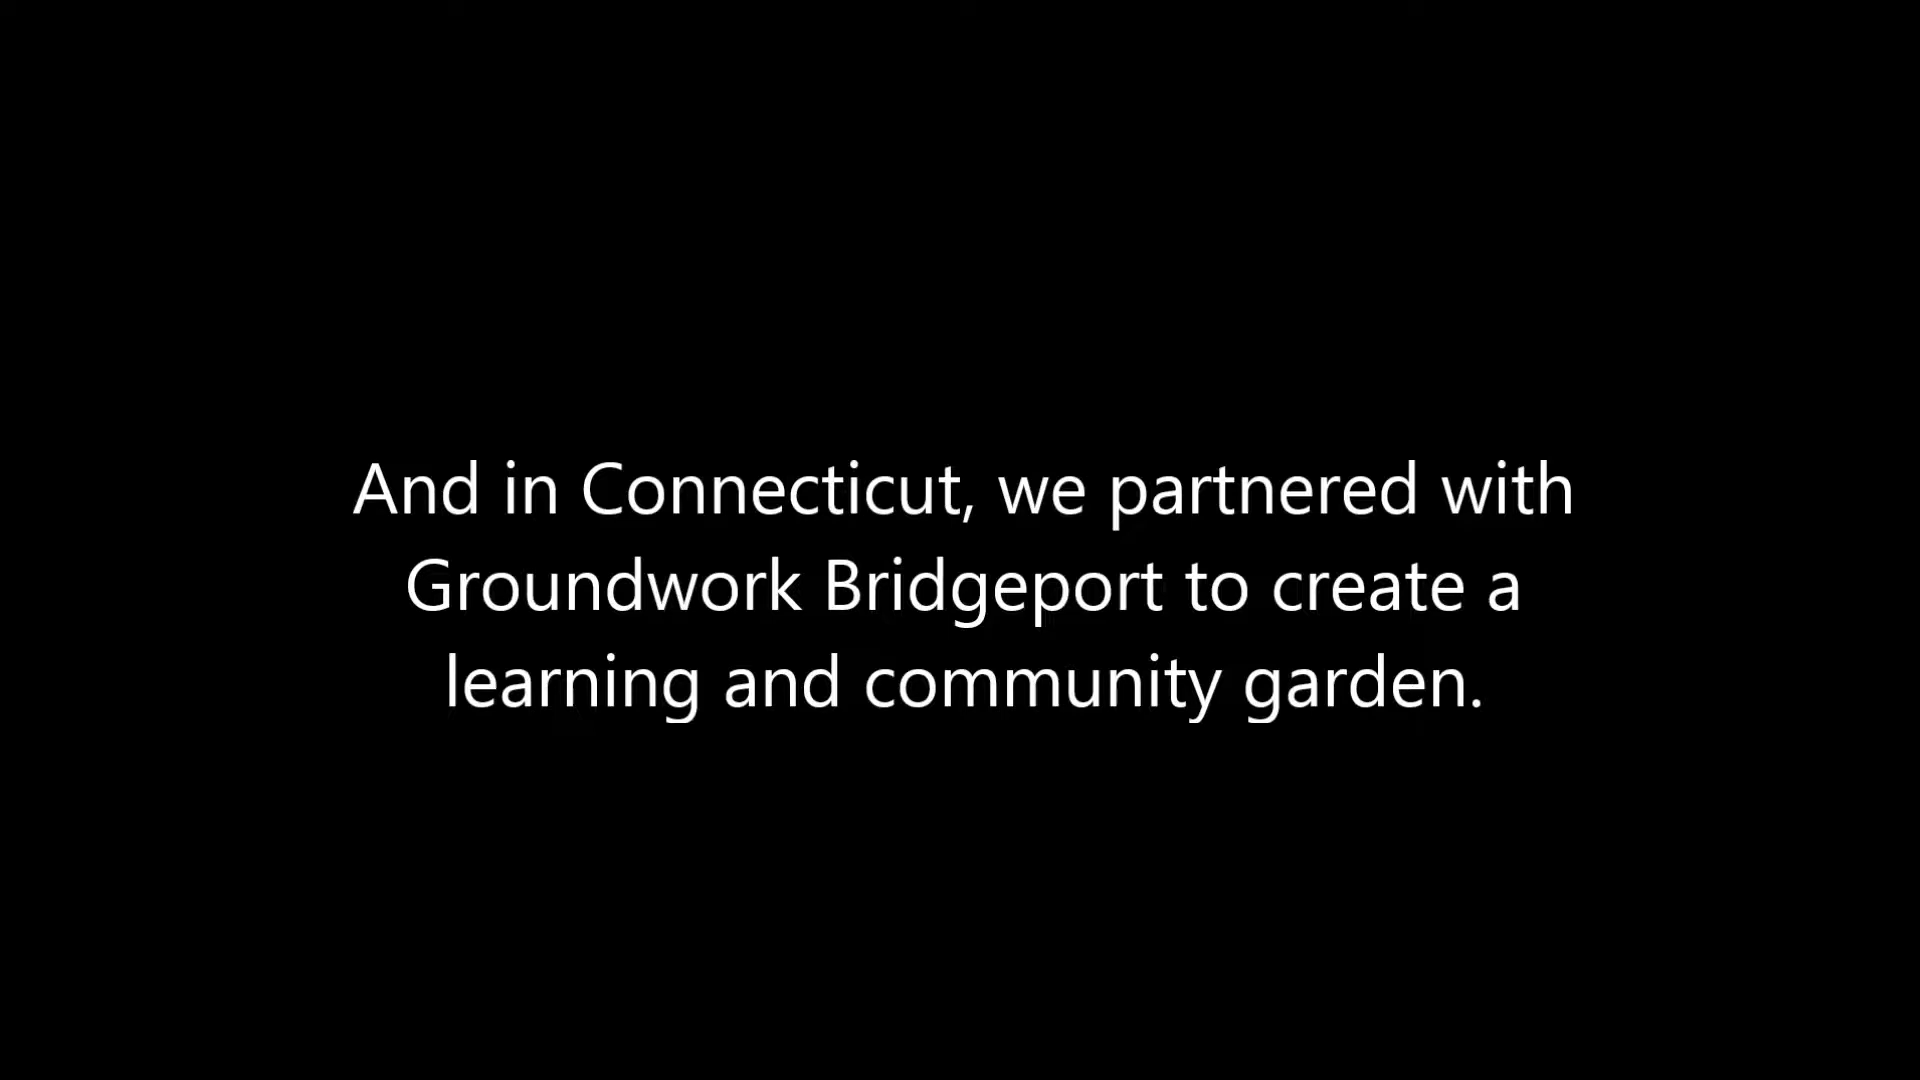 And in Connecticut, we partnered with
Groundwork Bridgeport to create a
learning and community garden.